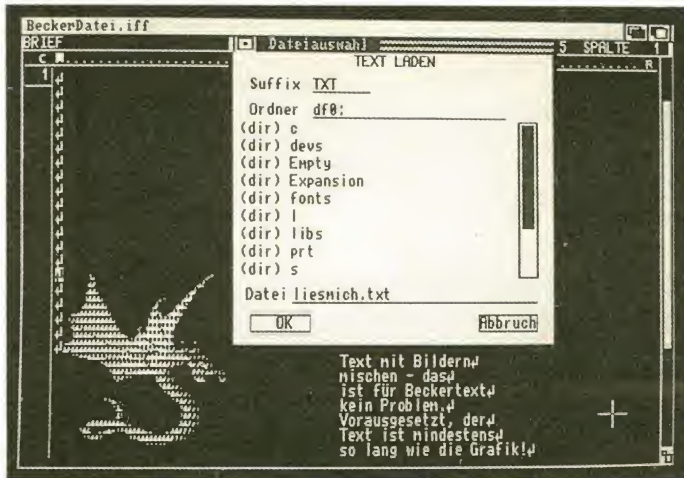 BeckerDatei.iff
BRIEF
Dateiauswahl
5 SPALTE 1
C
R
1
TEXT LADEN
Suffix TXT
Ordner df0:
(dir) c
(dir) devs
(dir) Empty
(dir) Expansion
(dir) fonts
(dir) l
(dir) libs
(dir) prt
(dir) s
Datei liesmich.txt
OK
Abbruch
Text mit Bildern
mischen - das
ist für Beckertext
kein Problem.
Vorausgesetzt, der
Text ist mindestens
so lang wie die Grafik!